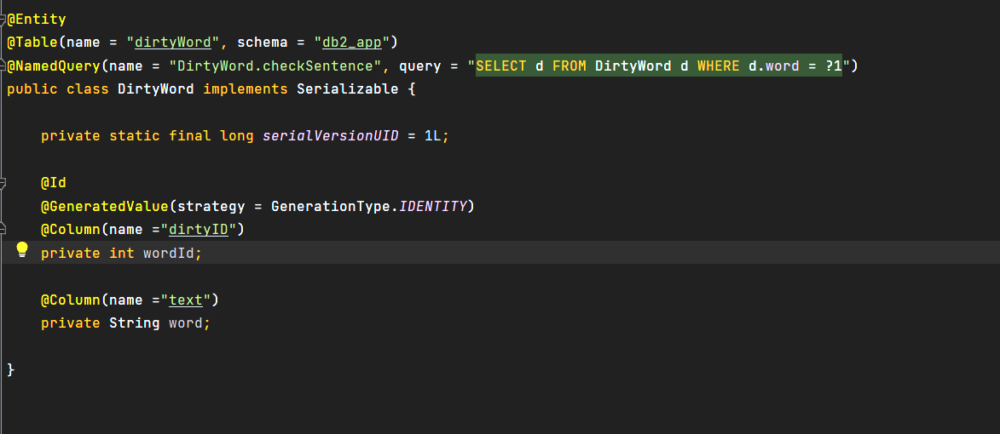 @Entity
@Table(name = "dirtyWord", schema = "db2_app")
@NamedQuery(name = "DirtyWord.checkSentence", query = "SELECT d FROM DirtyWord d WHERE d.word = ?1")
public class DirtyWord implements Serializable {
private static final long serialVersionUID = 1L;
@Id
@GeneratedValue(strategy = GenerationType.IDENTITY)
@Column(name ="dirtyID")
private int wordId;
@Column(name ="text")
private String word;
}